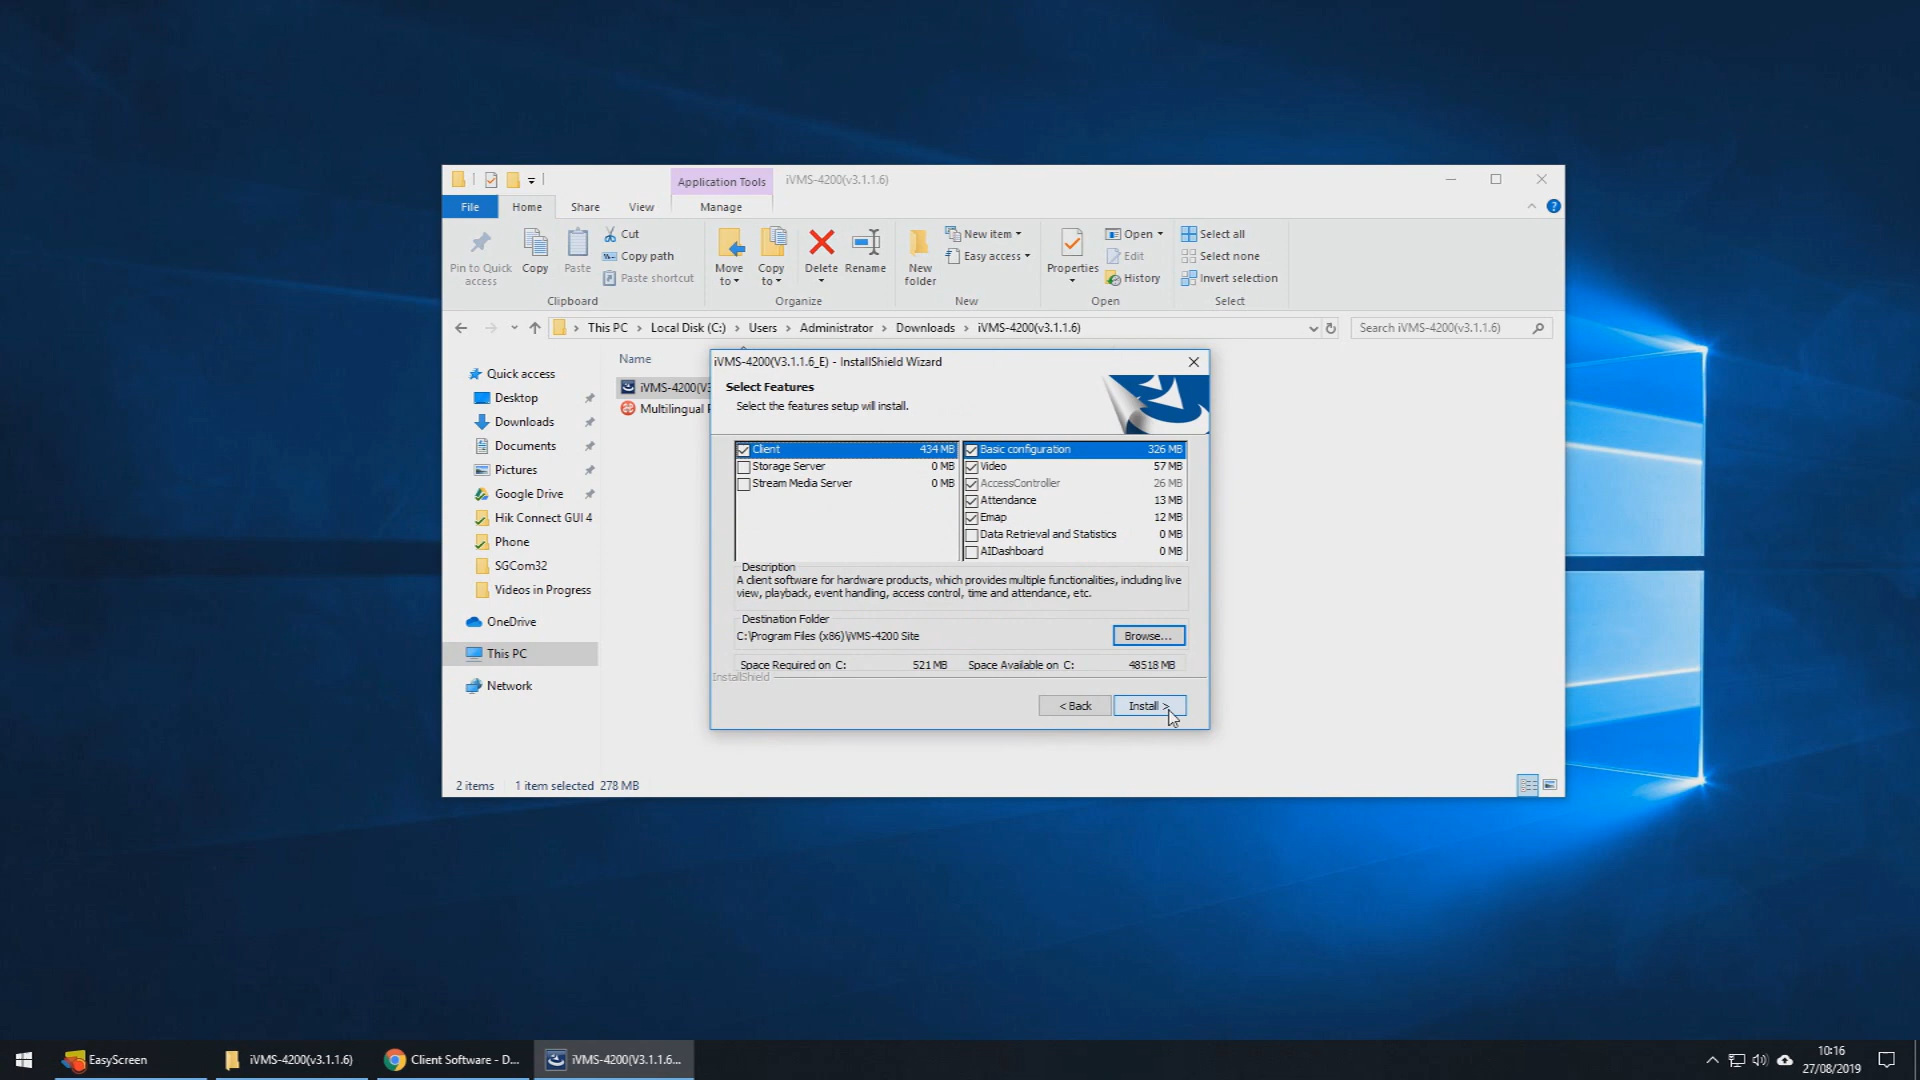 Application Tools
iVMS-4200(v3.1.1.6)
File
Home
Share
View
Manage
Pin to Quick access
Copy
Paste
Cut
Copy path
Paste shortcut
Clipboard
Move to
Copy to
Delete
Rename
Organize
New folder
New item
Easy access
New
Properties
Open
Edit
History
Open
Select all
Select none
Invert selection
Select
This PC > Local Disk (C:) > Users > Administrator > Downloads > iVMS-4200(v3.1.1.6)
Search iVMS-4200(v3.1.1.6)
Quick access
Desktop
Downloads
Documents
Pictures
Google Drive
Hik Connect GUI 4
Phone
SGCom32
Videos in Progress
OneDrive
This PC
Network
Name
iVMS-4200(V3
Multilingual
iVMS-4200(V3.1.1.6_E) - InstallShield Wizard
Select Features
Select the features setup will install.
Client 434 MB
Storage Server 0 MB
Stream Media Server 0 MB
Basic configuration 326 MB
Video 57 MB
AccessController 26 MB
Attendance 13 MB
Emap 12 MB
Data Retrieval and Statistics 0 MB
AIDashboard 0 MB
Description
A client software for hardware products, which provides multiple functionalities, including live
view, playback, event handling, access control, time and attendance, etc.
Destination Folder
C:\Program Files (x86)\iVMS-4200 Site
Browse...
Space Required on C: 521 MB
Space Available on C: 48518 MB
InstallShield
< Back
Install >
2 items
1 item selected 278 MB
EasyScreen
iVMS-4200(v3.1.1.6)
Client Software - D...
iVMS-4200(V3.1.1.6...
10:16
27/08/2019